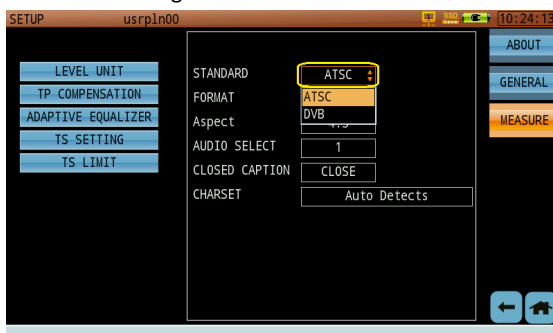 SETUP usrpln00 SSD 10:24:13
ABOUT
GENERAL
MEASURE
LEVEL UNIT
TP COMPENSATION
ADAPTIVE EQUALIZER
TS SETTING
TS LIMIT
STANDARD ATSC
FORMAT ATSC
DVB
Aspect
AUDIO SELECT 1
CLOSED CAPTION CLOSE
CHARSET Auto Detects